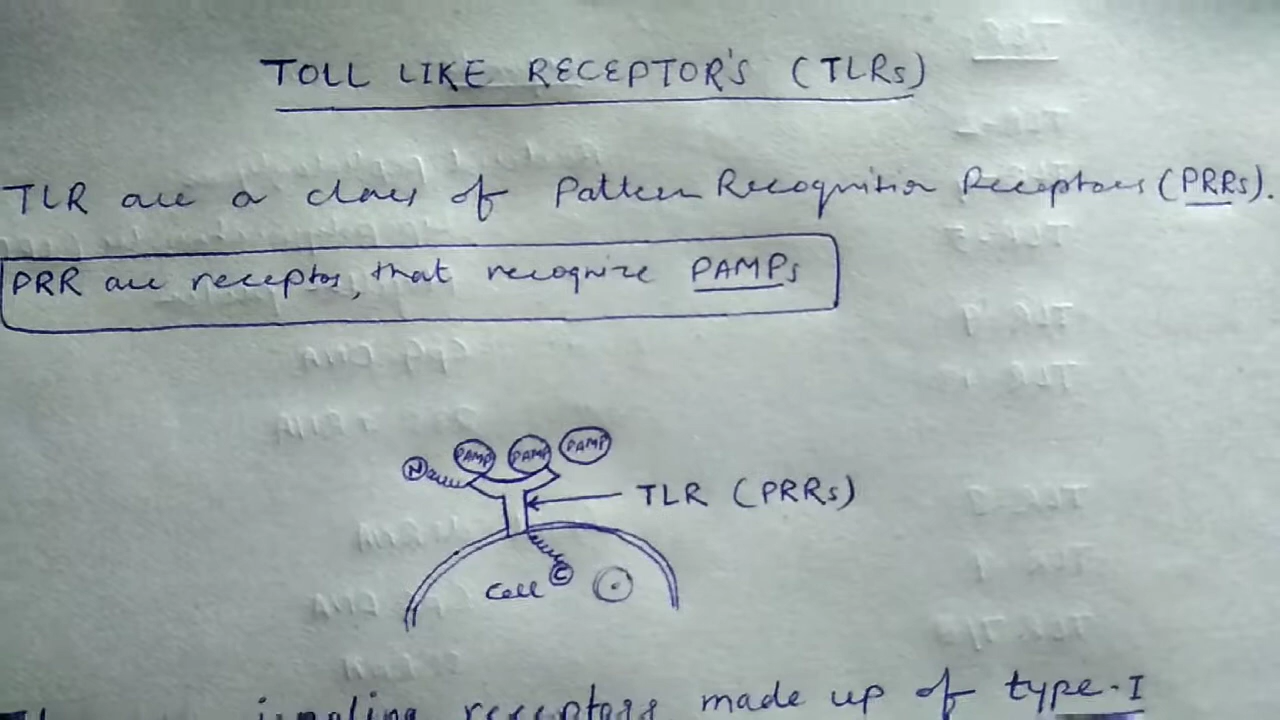 TOLL LIKE RECEPTOR'S (TLRs)
TLR are a class of Pattern Recognition Receptors (PRRs).
PRR are receptors, that recognize PAMPs
PAMP PAMP PAMP
N
TLR (PRRs)
Cell C
receptors made up of type-I